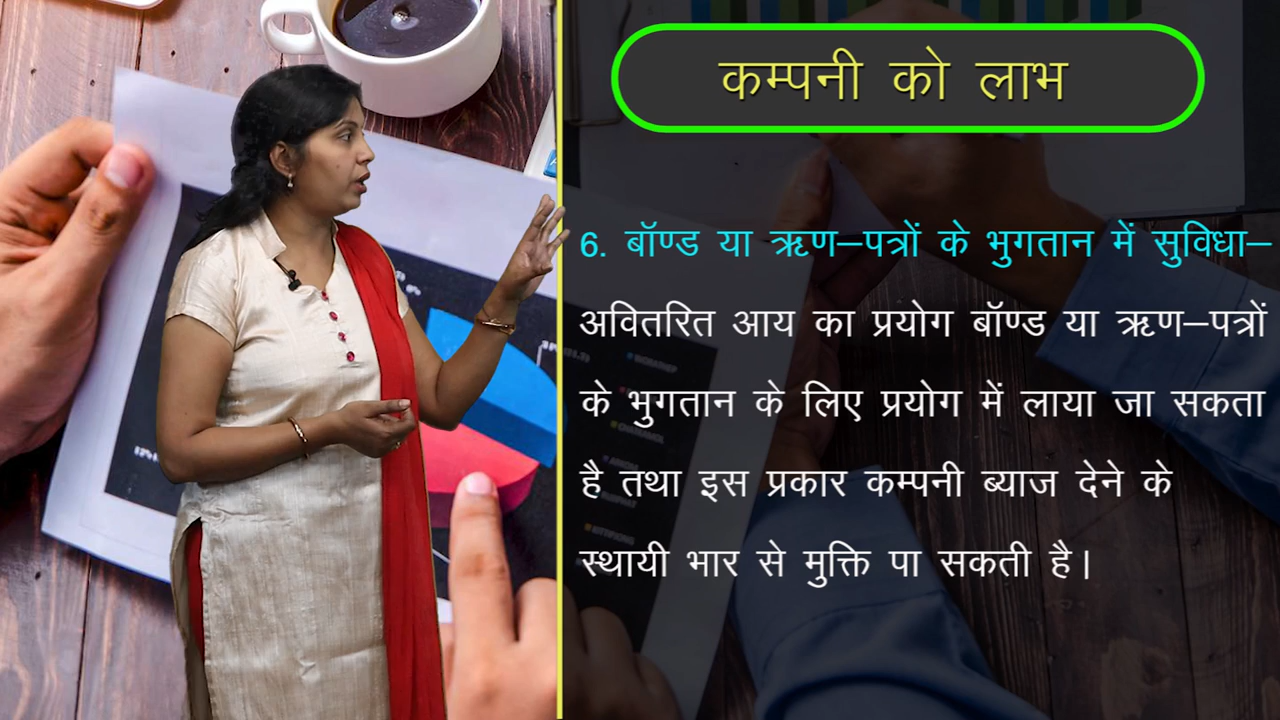 कम्पनी को लाभ
6. बॉण्ड या ऋण–पत्रों के भुगतान में सुविधा–
अवितरित आय का प्रयोग बॉण्ड या ऋण–पत्रों
के भुगतान के लिए प्रयोग में लाया जा सकता
है तथा इस प्रकार कम्पनी ब्याज देने के
स्थायी भार से मुक्ति पा सकती है।